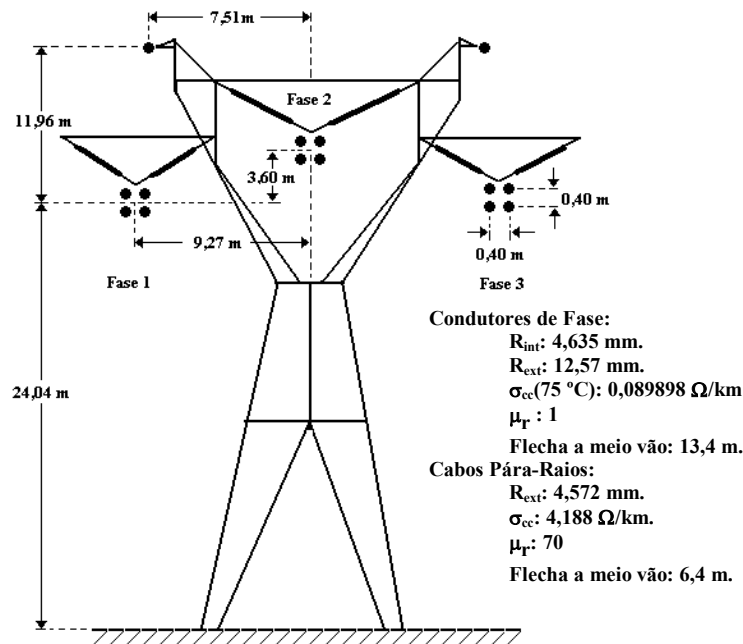 7,51m
Fase 2
11,96 m
3,60 m
0,40 m
9,27 m
0,40 m
Fase 1
Fase 3
24,04 m
Condutores de Fase:
Rint: 4,635 mm.
Rext: 12,57 mm.
σcc(75 ºC): 0,089898 Ω/km
μr : 1
Flecha a meio vão: 13,4 m.
Cabos Pára-Raios:
Rext: 4,572 mm.
σcc: 4,188 Ω/km.
μr: 70
Flecha a meio vão: 6,4 m.